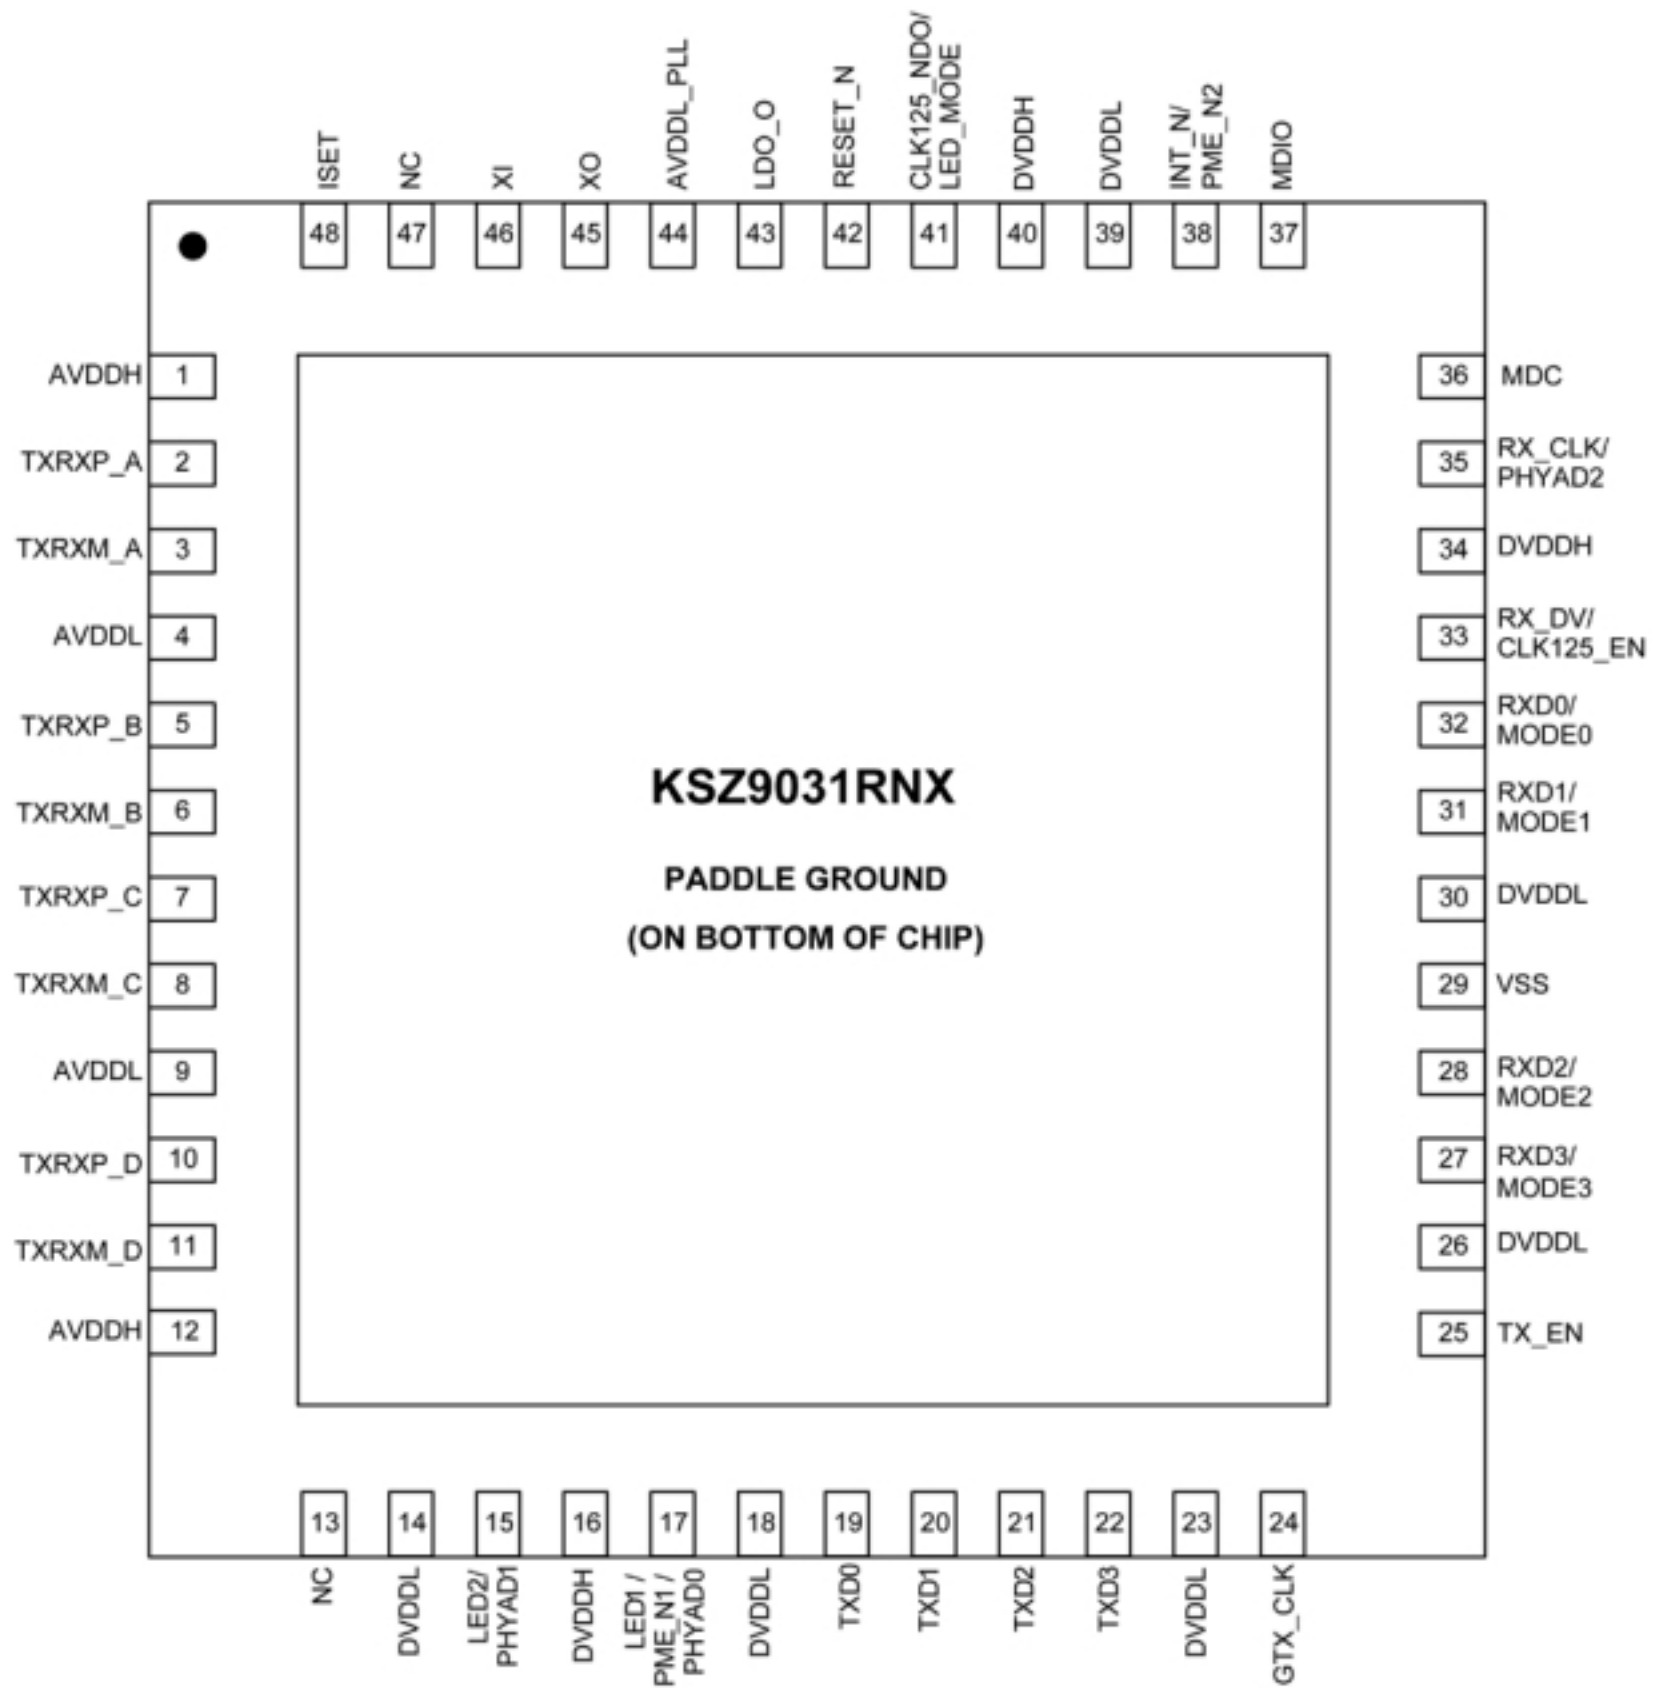 ISET
NC
XI
XO
AVDDL_PLL
LDO_O
RESET_N
CLK125_NDO/
LED_MODE
DVDDH
DVDDL
INT_N/
PME_N2
MDIO
48
47
46
45
44
43
42
41
40
39
38
37
AVDDH
1
TXRXP_A
2
TXRXM_A
3
AVDDL
4
TXRXP_B
5
TXRXM_B
6
TXRXP_C
7
TXRXM_C
8
AVDDL
9
TXRXP_D
10
TXRXM_D
11
AVDDH
12
KSZ9031RNX
PADDLE GROUND
(ON BOTTOM OF CHIP)
36
MDC
35
RX_CLK/
PHYAD2
34
DVDDH
33
RX_DV/
CLK125_EN
32
RXD0/
MODE0
31
RXD1/
MODE1
30
DVDDL
29
VSS
28
RXD2/
MODE2
27
RXD3/
MODE3
26
DVDDL
25
TX_EN
13
14
15
16
17
18
19
20
21
22
23
24
NC
DVDDL
LED2/
PHYAD1
DVDDH
LED1 /
PME_N1 /
PHYAD0
DVDDL
TXD0
TXD1
TXD2
TXD3
DVDDL
GTX_CLK